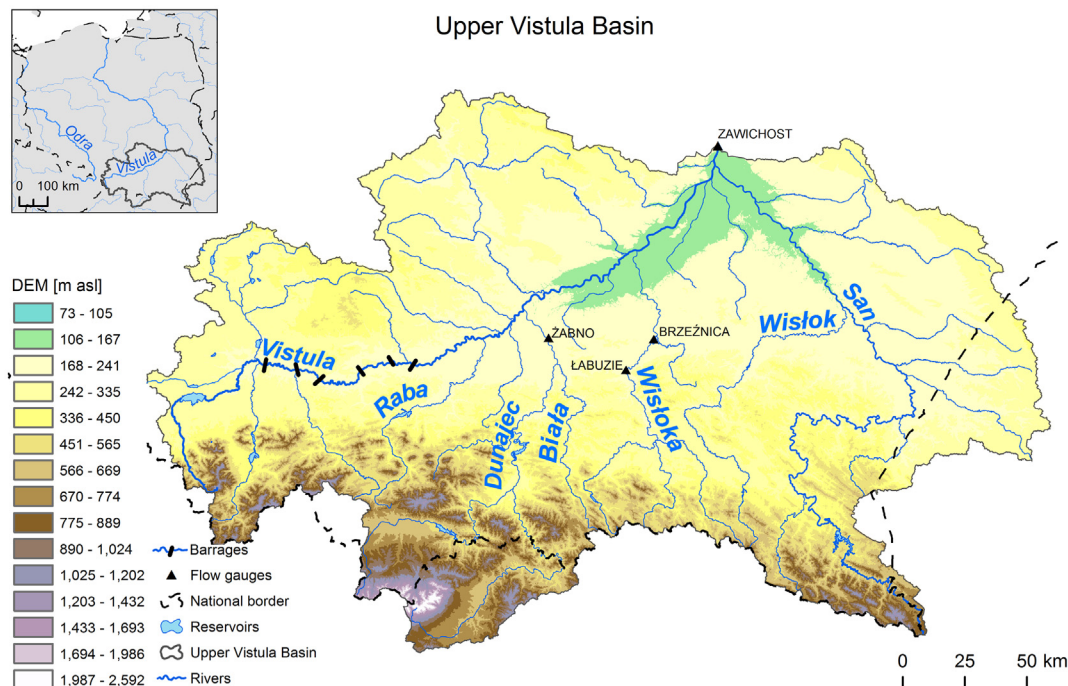 Upper Vistula Basin
Odra
Vistula
0 100 km
ZAWICHOST
DEM [m asl]
73 - 105
106 - 167
168 - 241
242 - 335
336 - 450
451 - 565
566 - 669
670 - 774
775 - 889
890 - 1,024
1,025 - 1,202
1,203 - 1,432
1,433 - 1,693
1,694 - 1,986
1,987 - 2,592
Barrages
Flow gauges
National border
Reservoirs
Upper Vistula Basin
Rivers
Vistula
Raba
Dunajec
Biała
ŻABNO
BRZEŹNICA
ŁABUZIE
Wisłoka
Wisłok
San
0 25 50 km